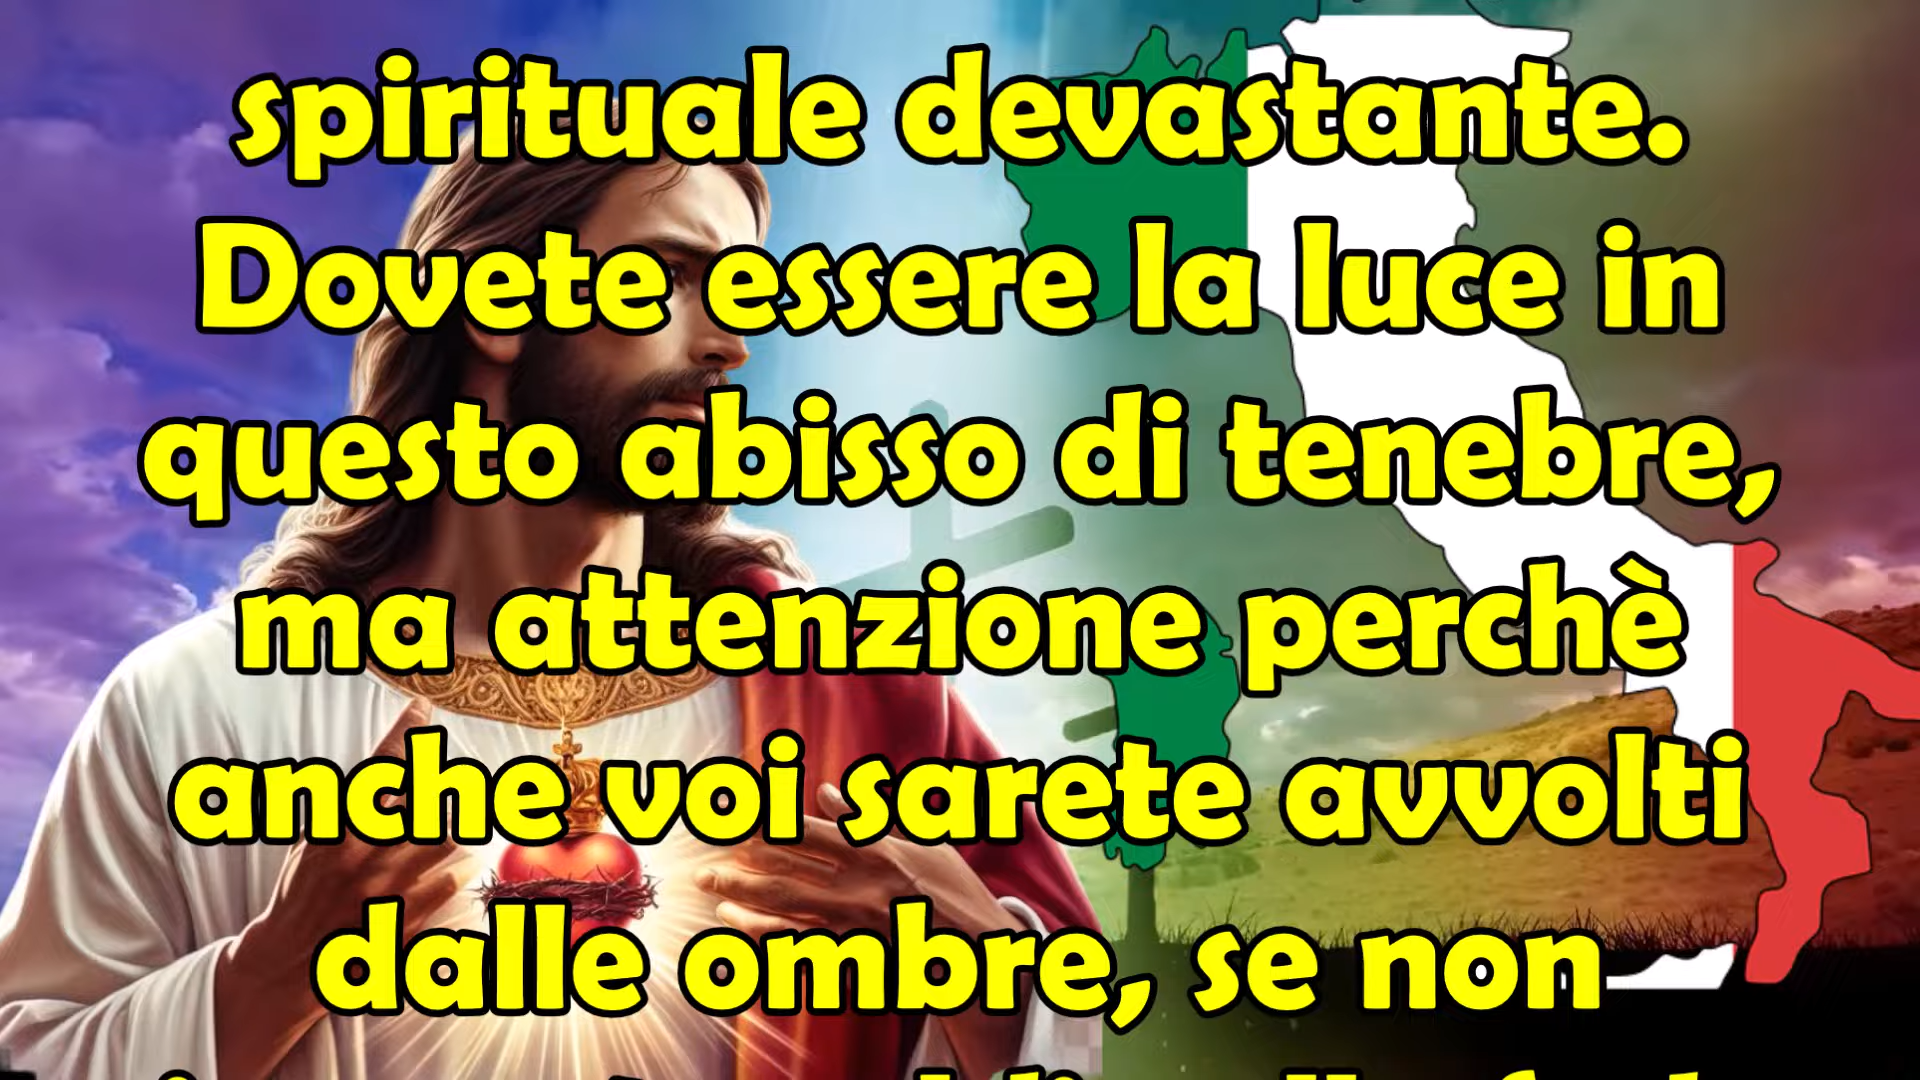 spirituale devastante.
Dovete essere la luce in
questo abisso di tenebre,
ma attenzione perchè
anche voi sarete avvolti
dalle ombre, se non